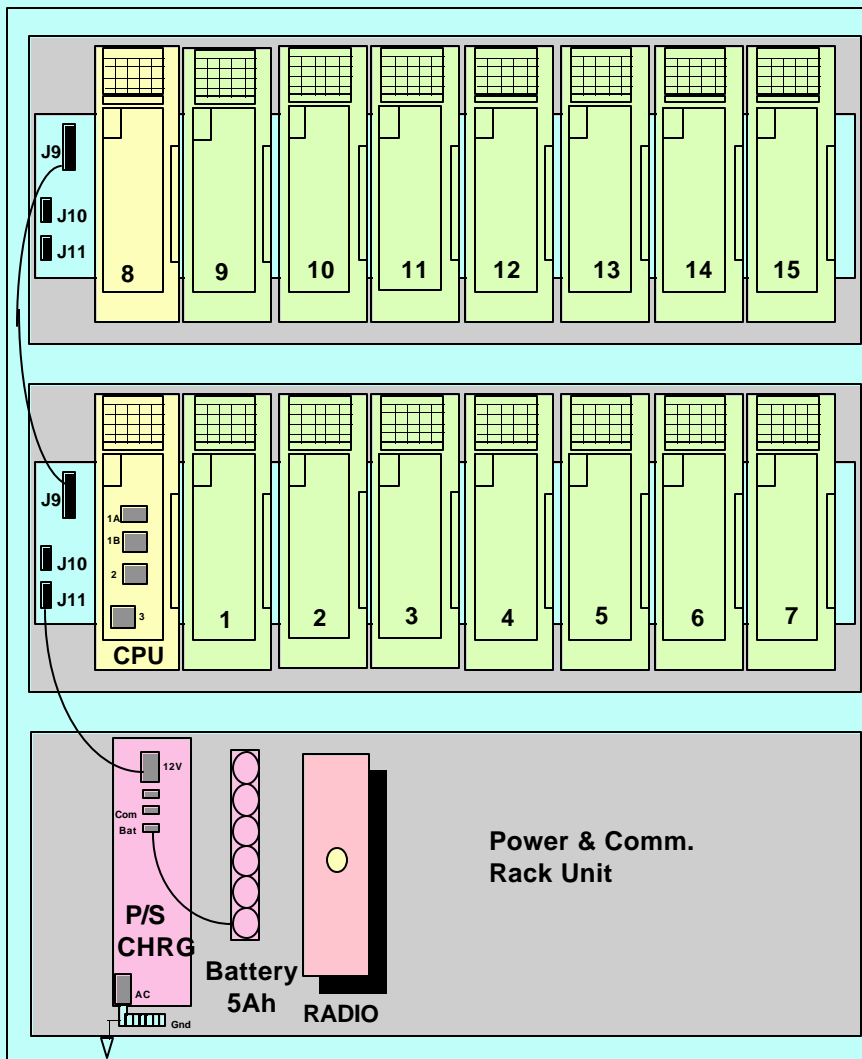 J9
J10
J11
8
9
10
11
12
13
14
15
J9
J10
J11
1A
1B
2
3
CPU
1
2
3
4
5
6
7
12V
Com
Bat
P/S
CHRG
AC
Gnd
Battery
5Ah
RADIO
Power & Comm.
Rack Unit